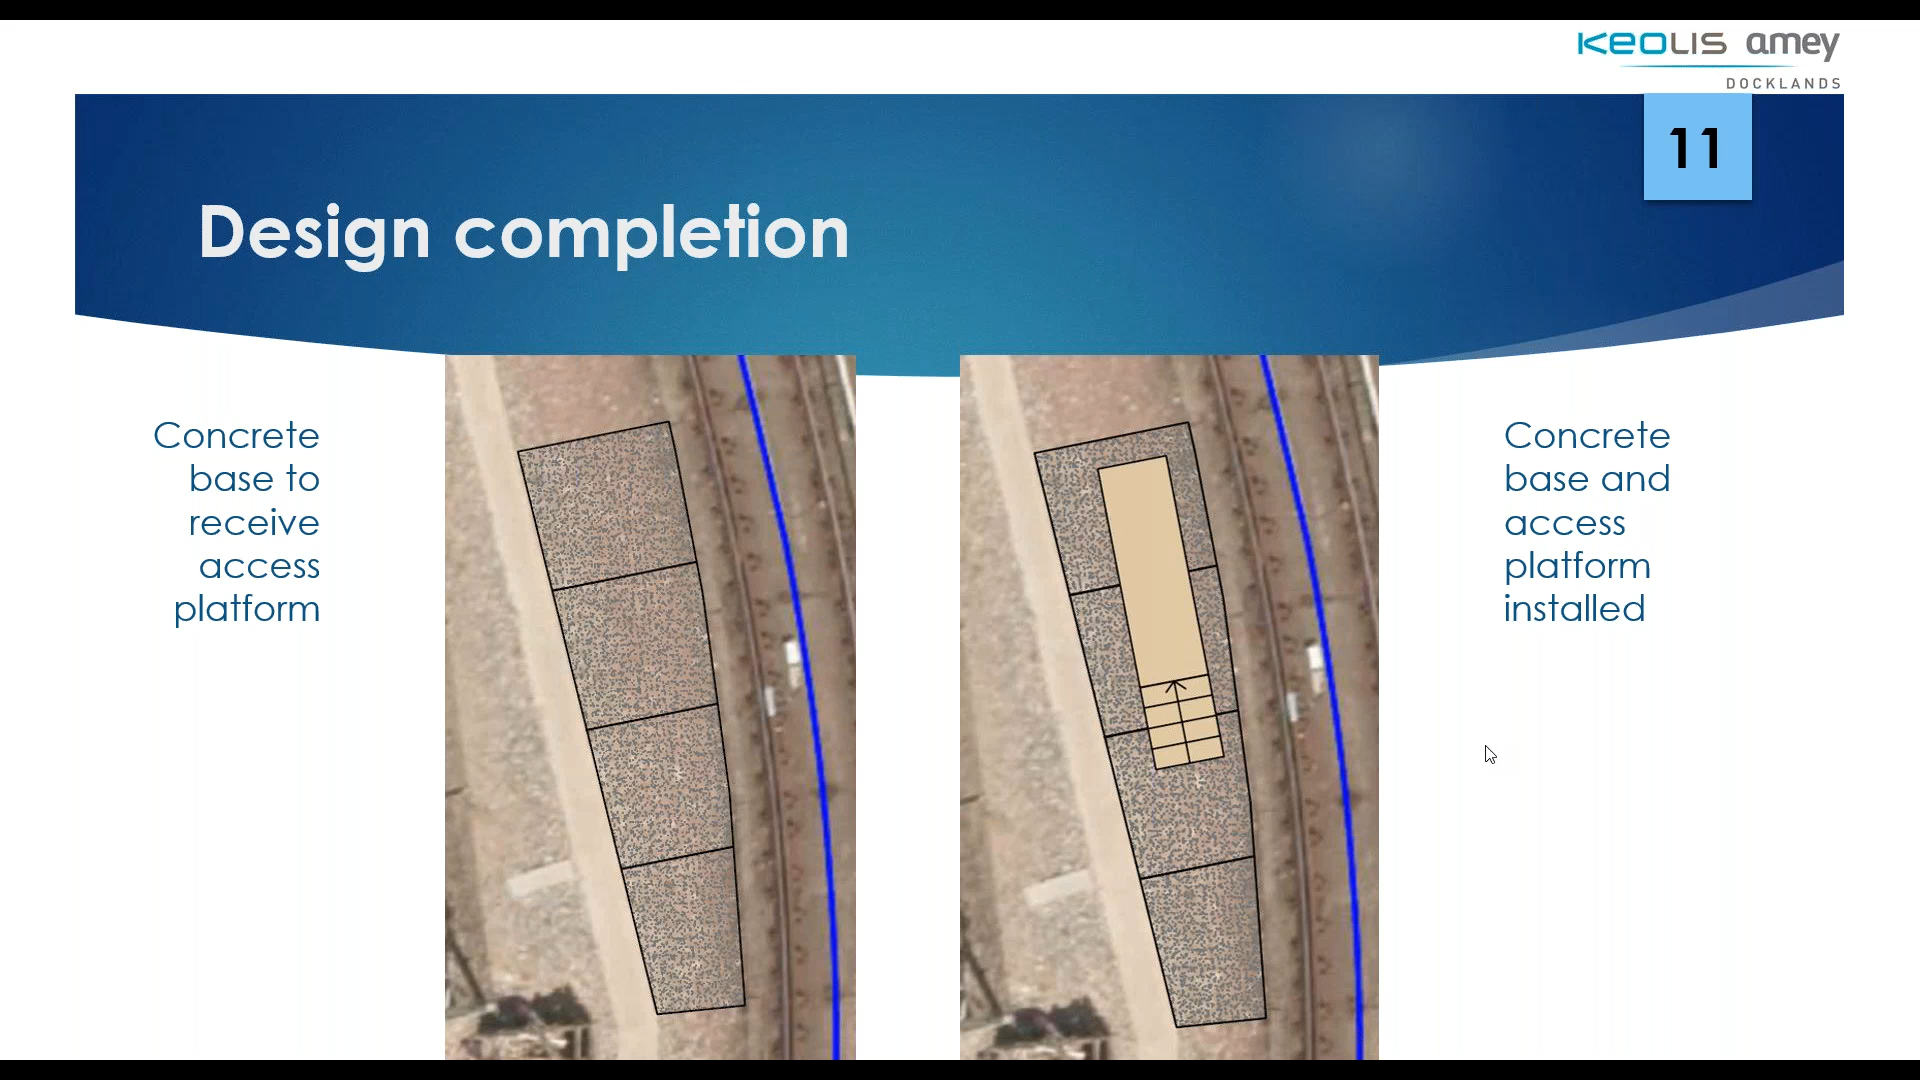 KEOLIS amey
DOCKLANDS
11
Design completion
Concrete
base to
receive
access
platform
Concrete
base and
access
platform
installed